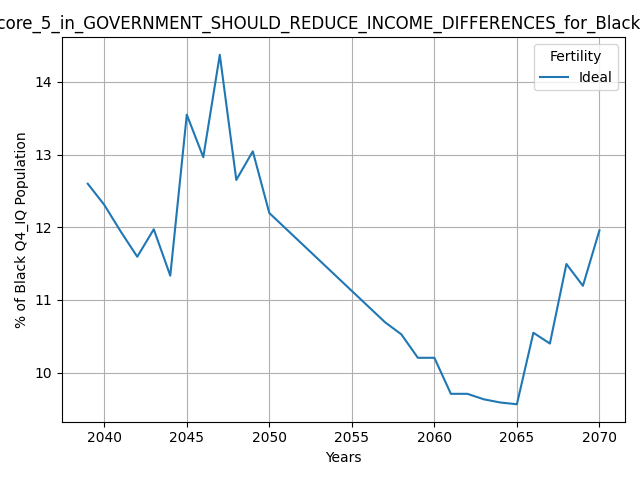 core_5_in_GOVERNMENT_SHOULD_REDUCE_INCOME_DIFFERENCES_for_Black
Fertility
Ideal
% of Black Q4_IQ Population
14
13
12
11
10
2040 2045 2050 2055 2060 2065 2070
Years